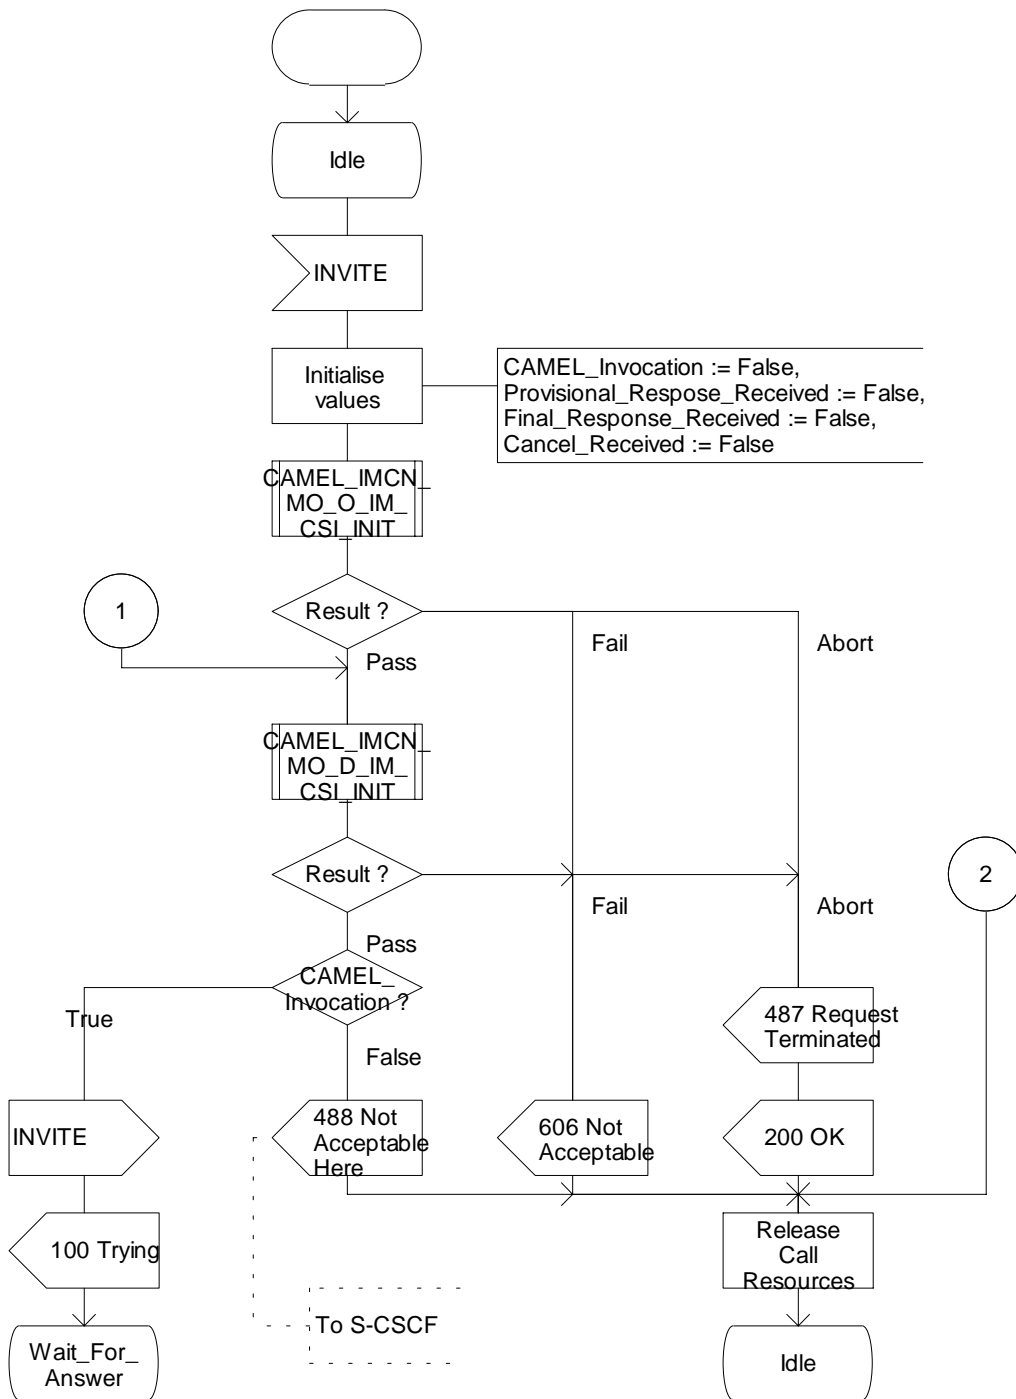 Idle
INVITE
Initialise
values
CAMEL_Invocation := False,
Provisional_Respose_Received := False,
Final_Response_Received := False,
Cancel_Received := False
CAMEL_IMCN_
MO_O_IM_
CSI_INIT
1
Result ?
Fail
Abort
Pass
CAMEL_IMCN_
MO_D_IM_
CSI_INIT
Result ?
2
Fail
Abort
Pass
CAMEL_
Invocation ?
True
487 Request
Terminated
False
INVITE
488 Not
Acceptable
Here
606 Not
Acceptable
200 OK
100 Trying
Release
Call
Resources
To S-CSCF
Wait_For_
Answer
Idle